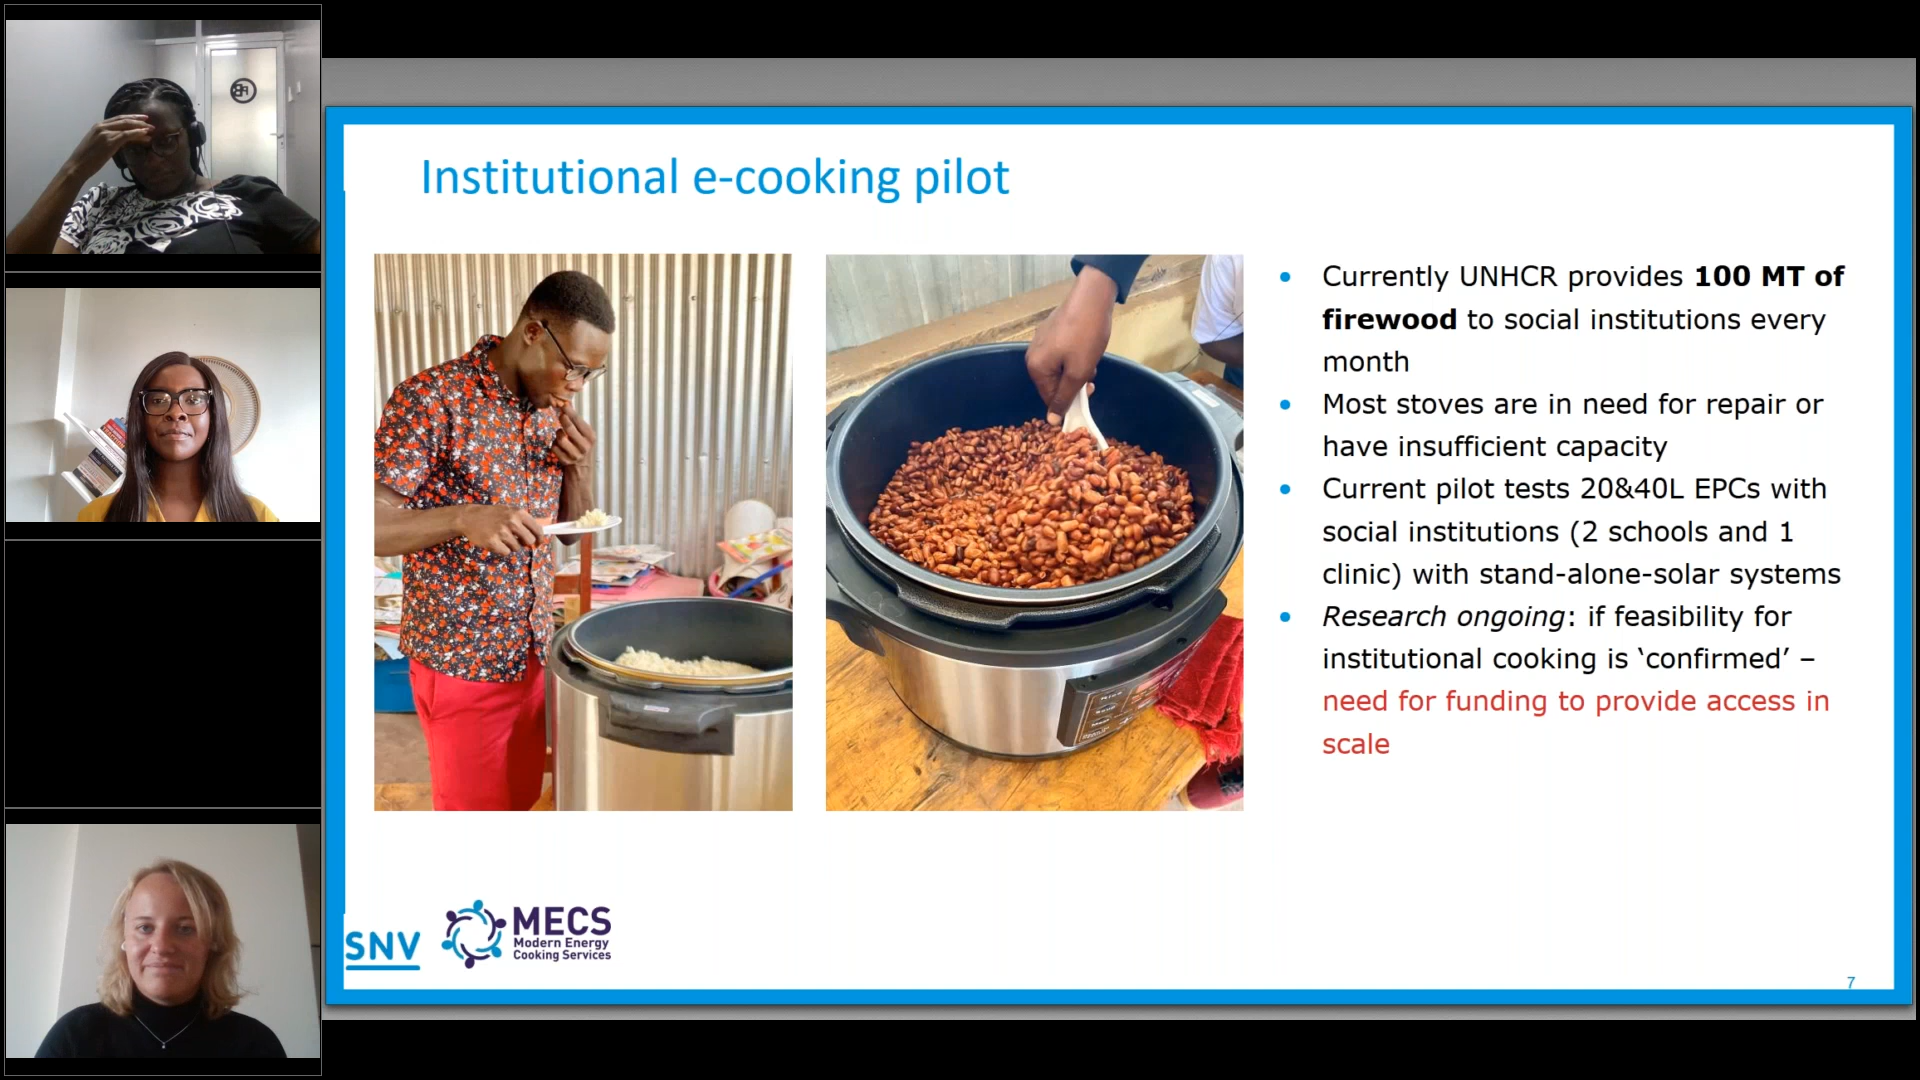 Institutional e-cooking pilot
• Currently UNHCR provides 100 MT of
firewood to social institutions every
month
• Most stoves are in need for repair or
have insufficient capacity
• Current pilot tests 20&40L EPCs with
social institutions (2 schools and 1
clinic) with stand-alone-solar systems
• Research ongoing: if feasibility for
institutional cooking is ‘confirmed’ –
need for funding to provide access in
scale
SNV
MECS
Modern Energy
Cooking Services
7